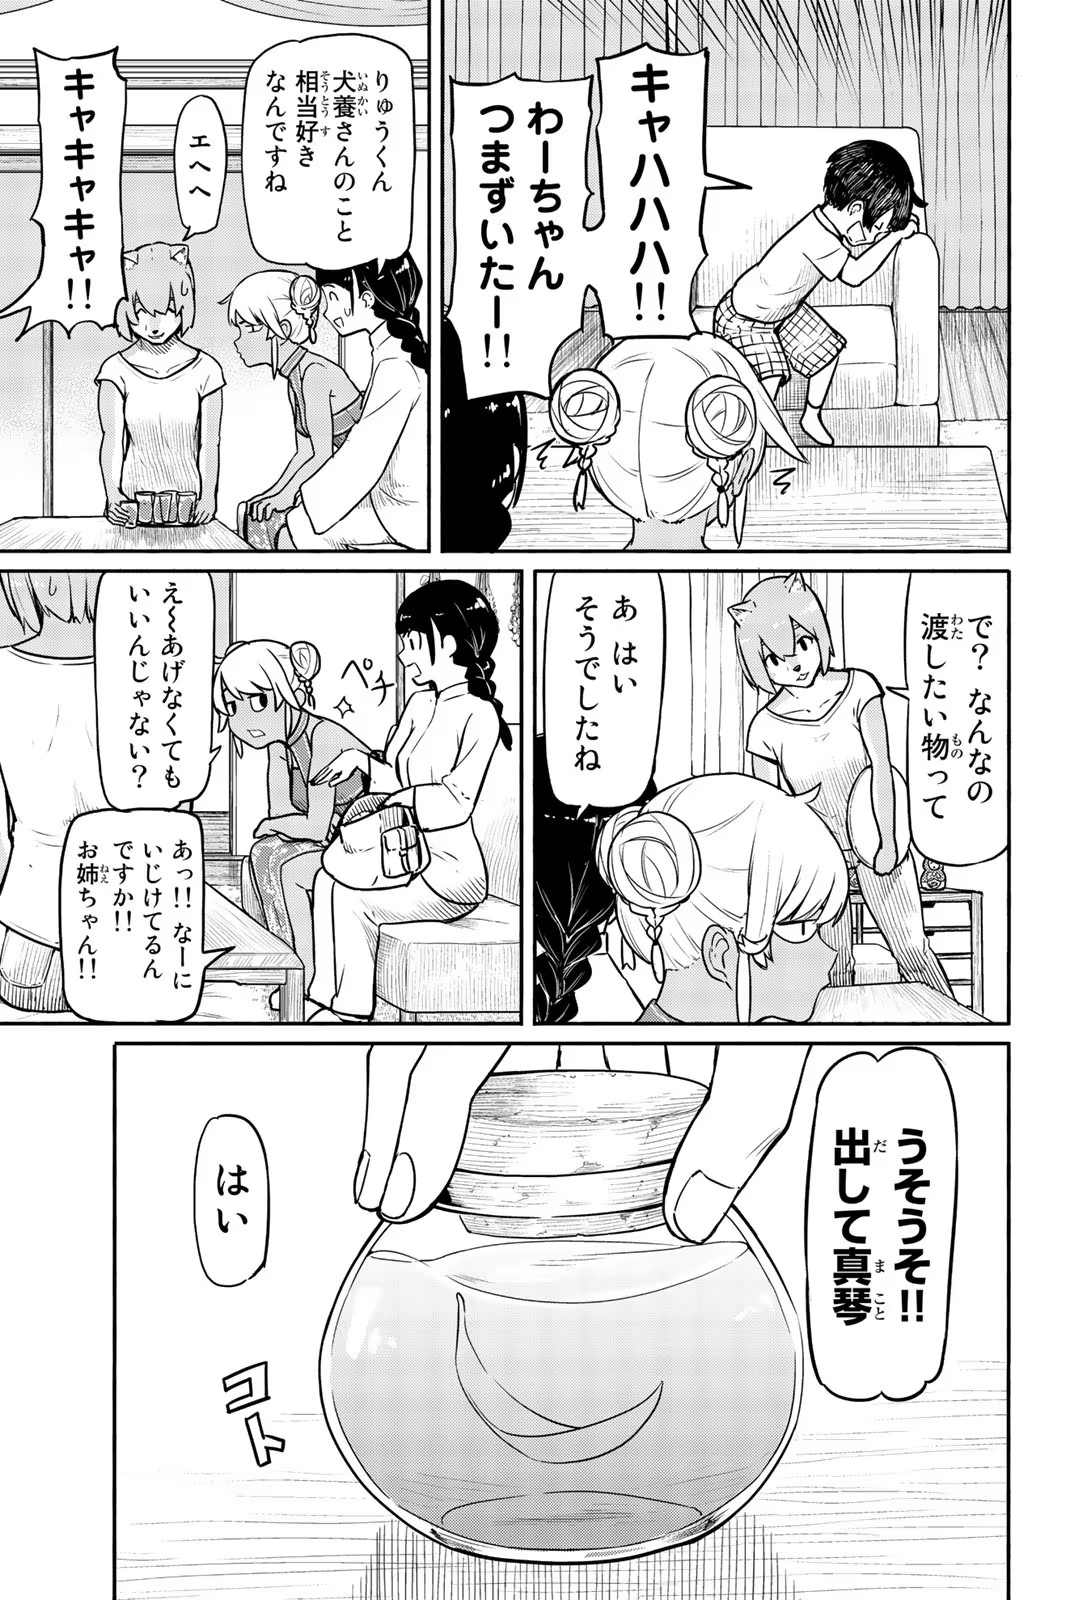 キャハハハ!!
わーちゃん
つまずいたー!!
りゅうくん
犬養さんのこと
相当好き
なんですね
エヘヘ
キャキャキャ!!
で?なんなの
渡したい物って
あ はい
そうでしたね
ペチ
え〜あげなくても
いいんじゃない?
あっ!!なーに
いじけてるん
ですか!!
お姉ちゃん!!
うそうそ!!
出して真琴
はい
コト